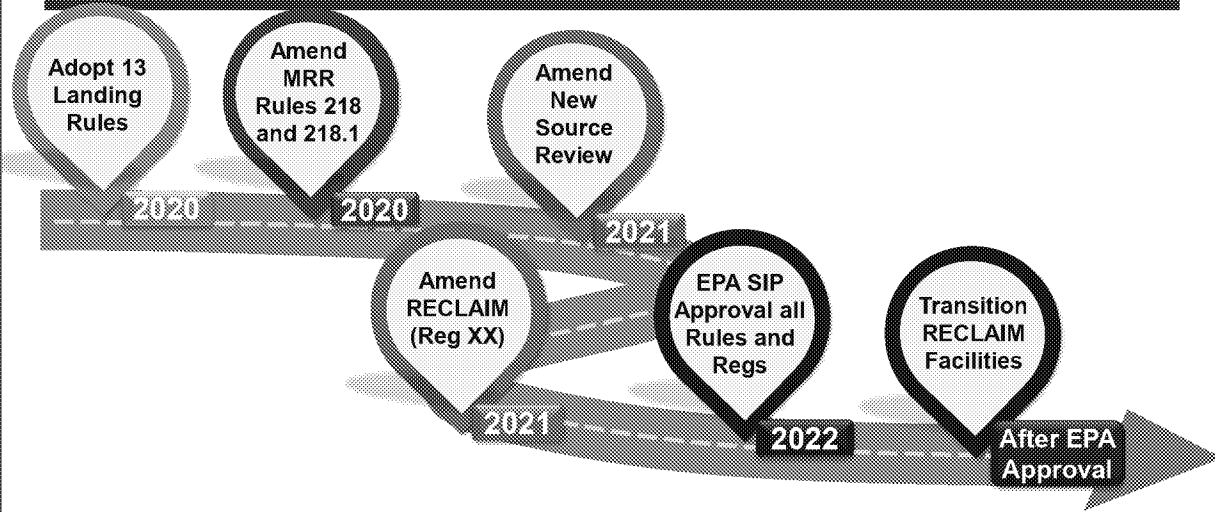 Adopt 13
Landing
Rules
2020
Amend
MRR
Rules 218
and 218.1
2020
Amend
New
Source
Review
2021
Amend
RECLAIM
(Reg XX)
2021
EPA SIP
Approval all
Rules and
Regs
2022
Transition
RECLAIM
Facilities
After EPA
Approval